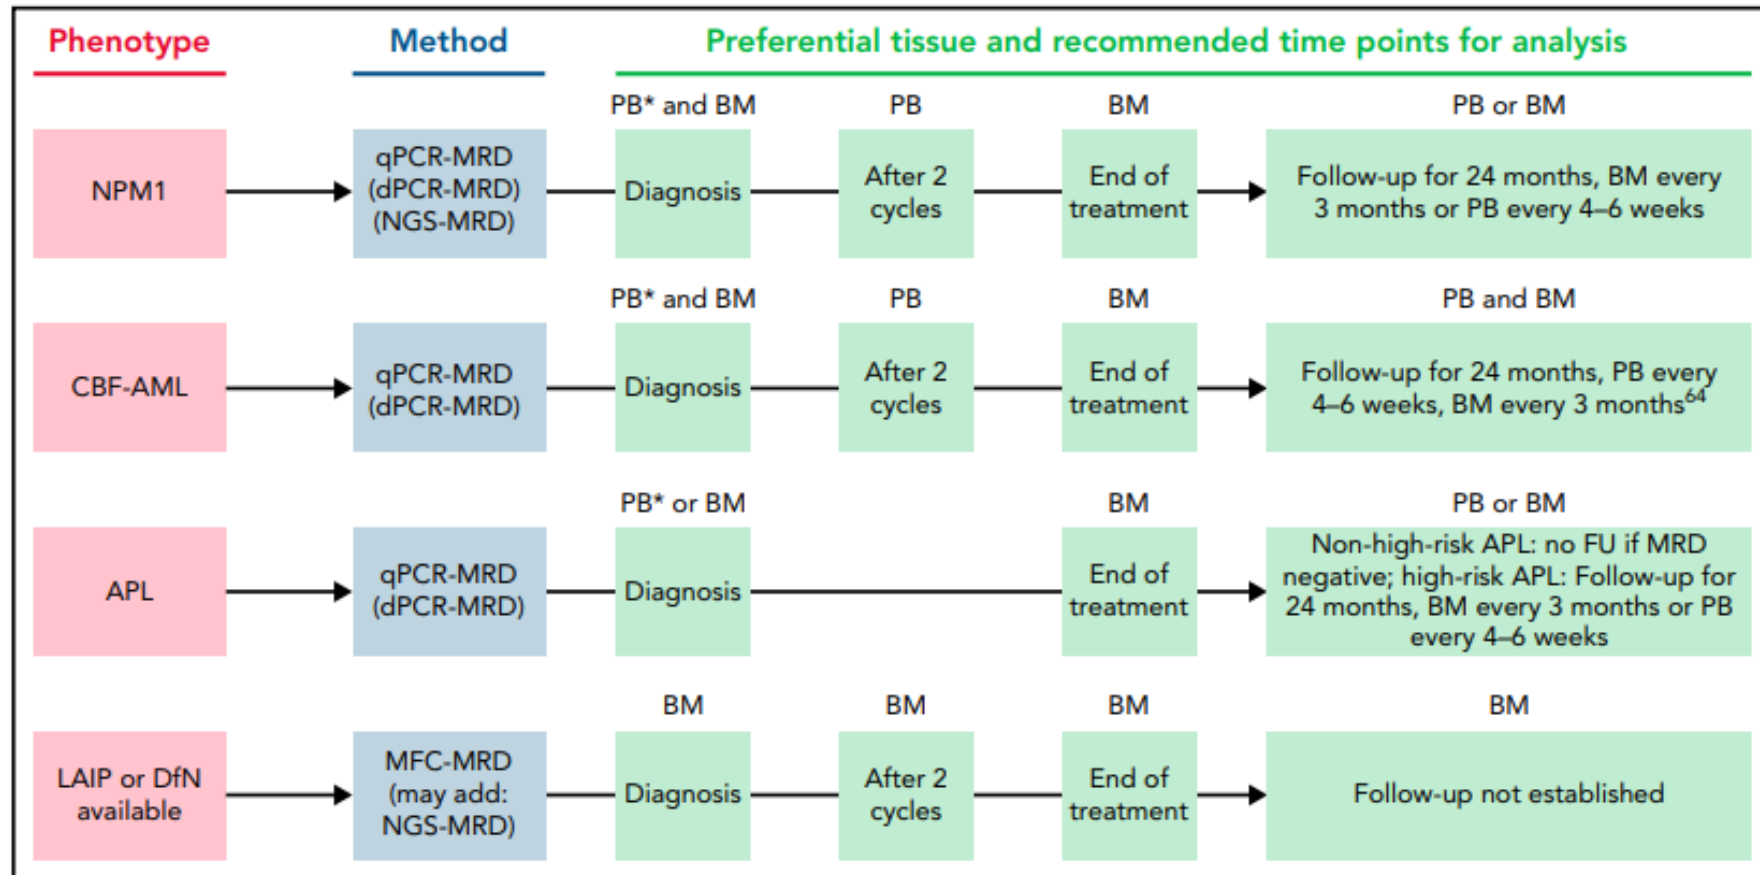 Phenotype Method Preferential tissue and recommended time points for analysis
PB* and BM PB BM PB or BM
NPM1
qPCR-MRD
(dPCR-MRD)
(NGS-MRD)
Diagnosis
After 2
cycles
End of
treatment
Follow-up for 24 months, BM every
3 months or PB every 4–6 weeks
PB* and BM PB BM PB and BM
CBF-AML
qPCR-MRD
(dPCR-MRD)
Diagnosis
After 2
cycles
End of
treatment
Follow-up for 24 months, PB every
4–6 weeks, BM every 3 months64
PB* or BM BM PB or BM
APL
qPCR-MRD
(dPCR-MRD)
Diagnosis
End of
treatment
Non-high-risk APL: no FU if MRD
negative; high-risk APL: Follow-up for
24 months, BM every 3 months or PB
every 4–6 weeks
BM BM BM BM
LAIP or DfN
available
MFC-MRD
(may add:
NGS-MRD)
Diagnosis
After 2
cycles
End of
treatment
Follow-up not established